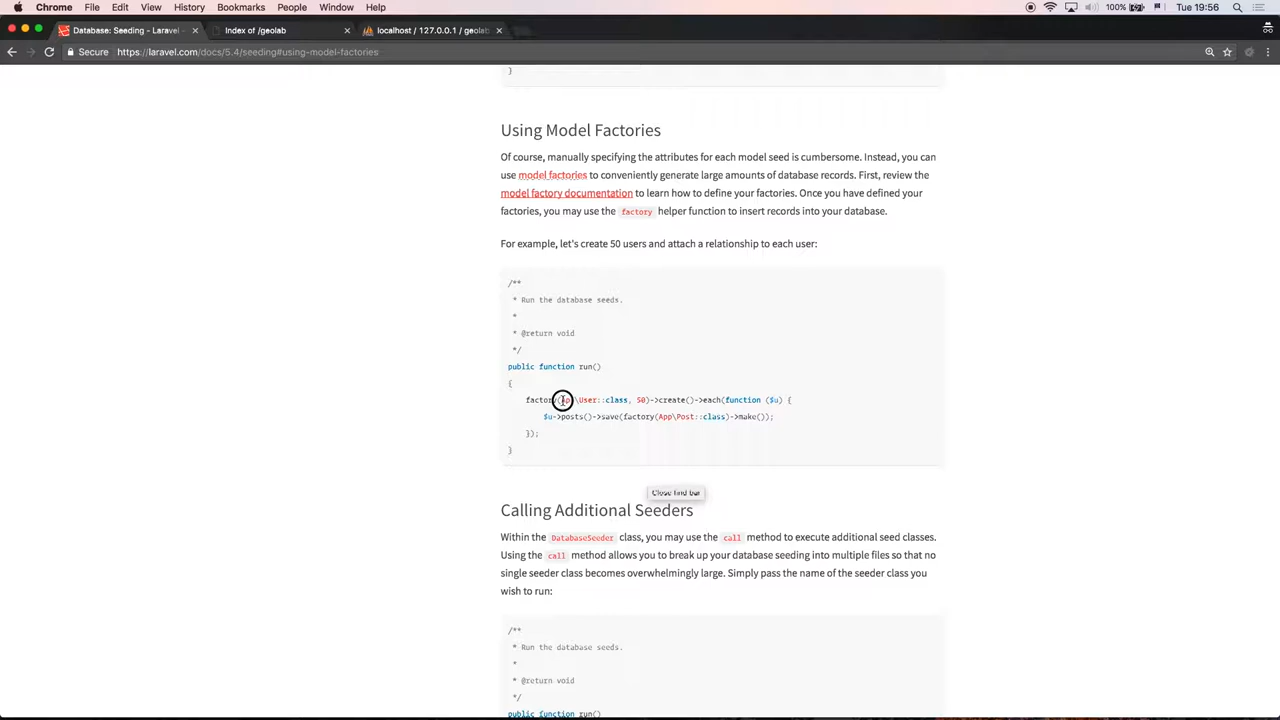 Chrome File Edit View History Bookmarks People Window Help 100% Tue 19:56
Database: Seeding - Laravel - Index of /geolab localhost / 127.0.0.1 / geolab
Secure https://laravel.com/docs/5.4/seeding#using-model-factories
}
Using Model Factories
Of course, manually specifying the attributes for each model seed is cumbersome. Instead, you can
use model factories to conveniently generate large amounts of database records. First, review the
model factory documentation to learn how to define your factories. Once you have defined your
factories, you may use the factory helper function to insert records into your database.
For example, let's create 50 users and attach a relationship to each user:
/**
* Run the database seeds.
*
* @return void
*/
public function run()
{
factory(App\User::class, 50)->create()->each(function ($u) {
$u->posts()->save(factory(App\Post::class)->make());
});
}
Close find bar
Calling Additional Seeders
Within the DatabaseSeeder class, you may use the call method to execute additional seed classes.
Using the call method allows you to break up your database seeding into multiple files so that no
single seeder class becomes overwhelmingly large. Simply pass the name of the seeder class you
wish to run:
/**
* Run the database seeds.
*
* @return void
*/
public function run()